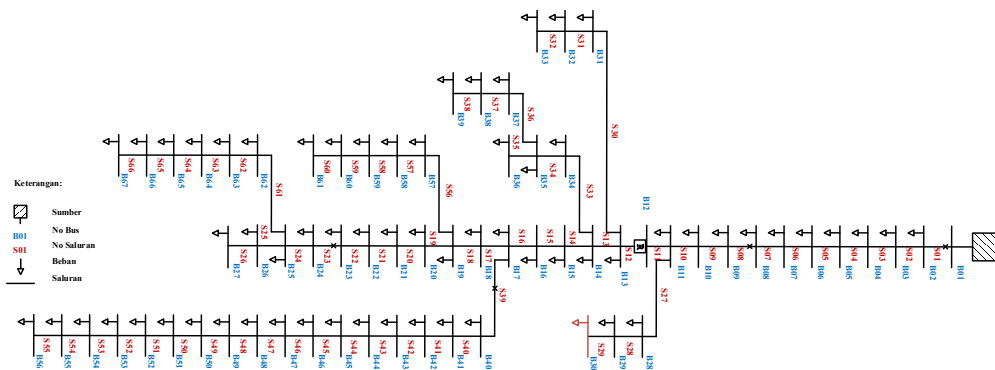 S32
S31
B33
B32
B31
S38
S37
S36
B39
B38
B37
S30
S35
S34
B36
B35
B34
S33
S66
S65
S64
S63
S62
B67
B66
B65
B64
B63
B62
S61
S60
S59
S58
S57
B61
B60
B59
B58
B57
S56
Keterangan:
Sumber
B01 No Bus
S01 No Saluran
Beban
Saluran
B12
S26
S25
S24
S23
S22
S21
S20
S19
S18
S17
S16
S15
S14
S13
S12
S11
S10
S09
S08
S07
S06
S05
S04
S03
S02
S01
B27
B26
B25
B24
B23
B22
B21
B20
B19
B18
B17
B16
B15
B14
B13
B11
B10
B09
B08
B07
B06
B05
B04
B03
B02
B01
S39
S27
S55
S54
S53
S52
S51
S50
S49
S48
S47
S46
S45
S44
S43
S42
S41
S40
B56
B55
B54
B53
B52
B51
B50
B49
B48
B47
B46
B45
B44
B43
B42
B41
B40
S29
S28
B30
B29
B28